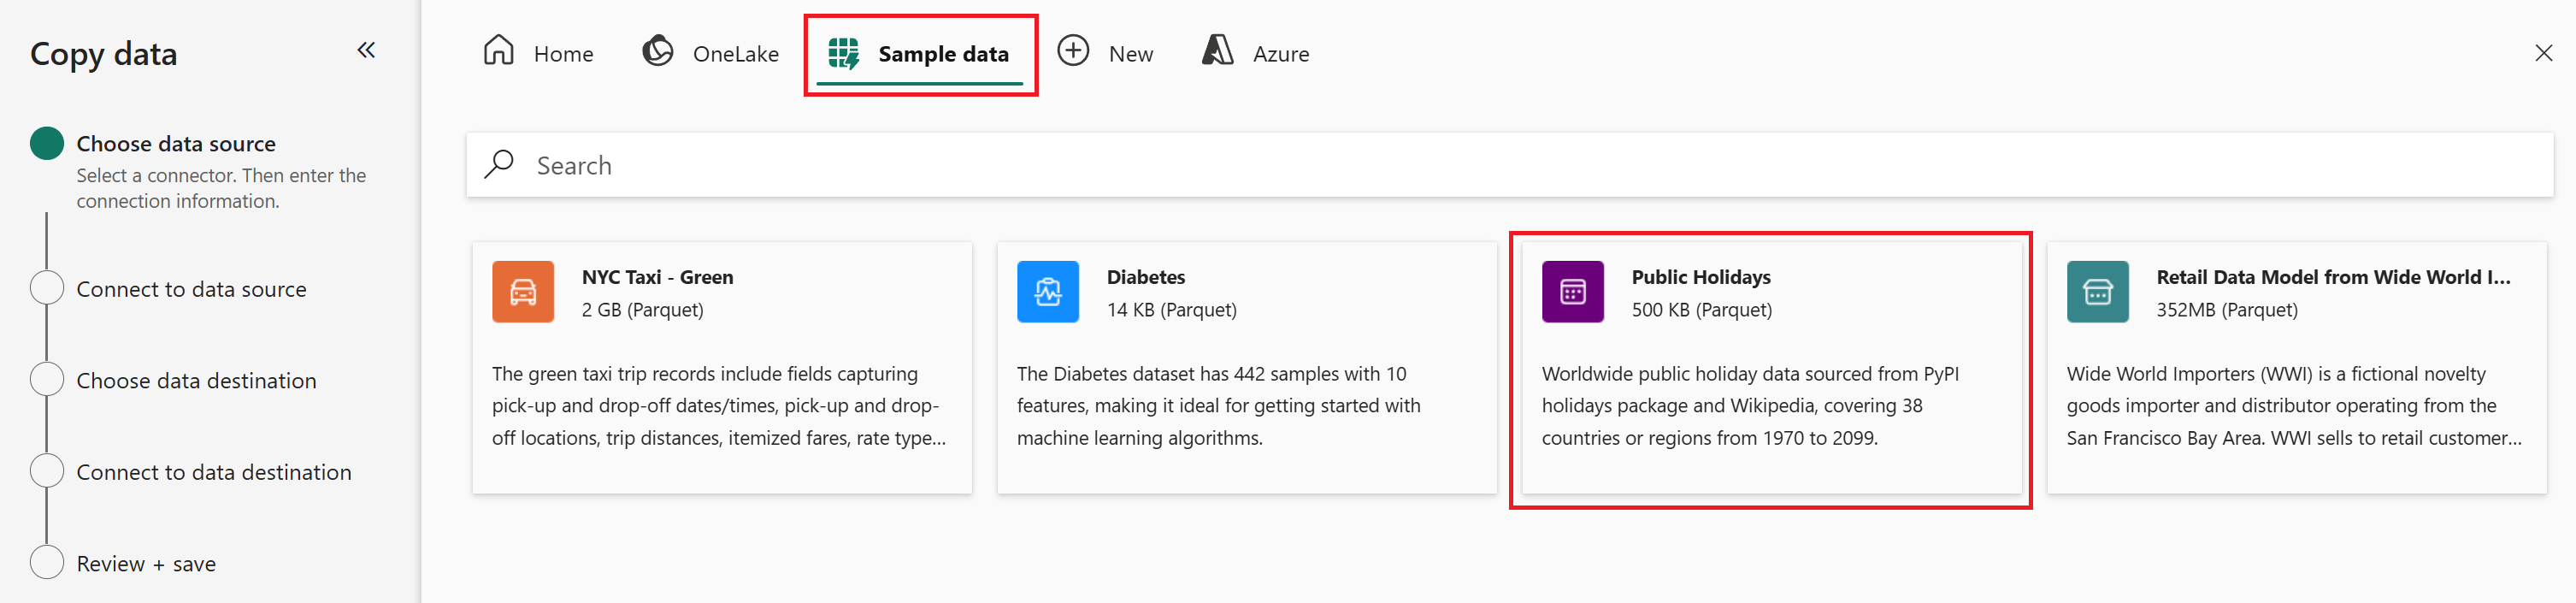 Copy data
Choose data source
Select a connector. Then enter the
connection information.
Connect to data source
Choose data destination
Connect to data destination
Review + save
Home
OneLake
Sample data
New
Azure
Search
NYC Taxi - Green
2 GB (Parquet)
The green taxi trip records include fields capturing
pick-up and drop-off dates/times, pick-up and drop-
off locations, trip distances, itemized fares, rate type...
Diabetes
14 KB (Parquet)
The Diabetes dataset has 442 samples with 10
features, making it ideal for getting started with
machine learning algorithms.
Public Holidays
500 KB (Parquet)
Worldwide public holiday data sourced from PyPI
holidays package and Wikipedia, covering 38
countries or regions from 1970 to 2099.
Retail Data Model from Wide World I...
352MB (Parquet)
Wide World Importers (WWI) is a fictional novelty
goods importer and distributor operating from the
San Francisco Bay Area. WWI sells to retail customer...